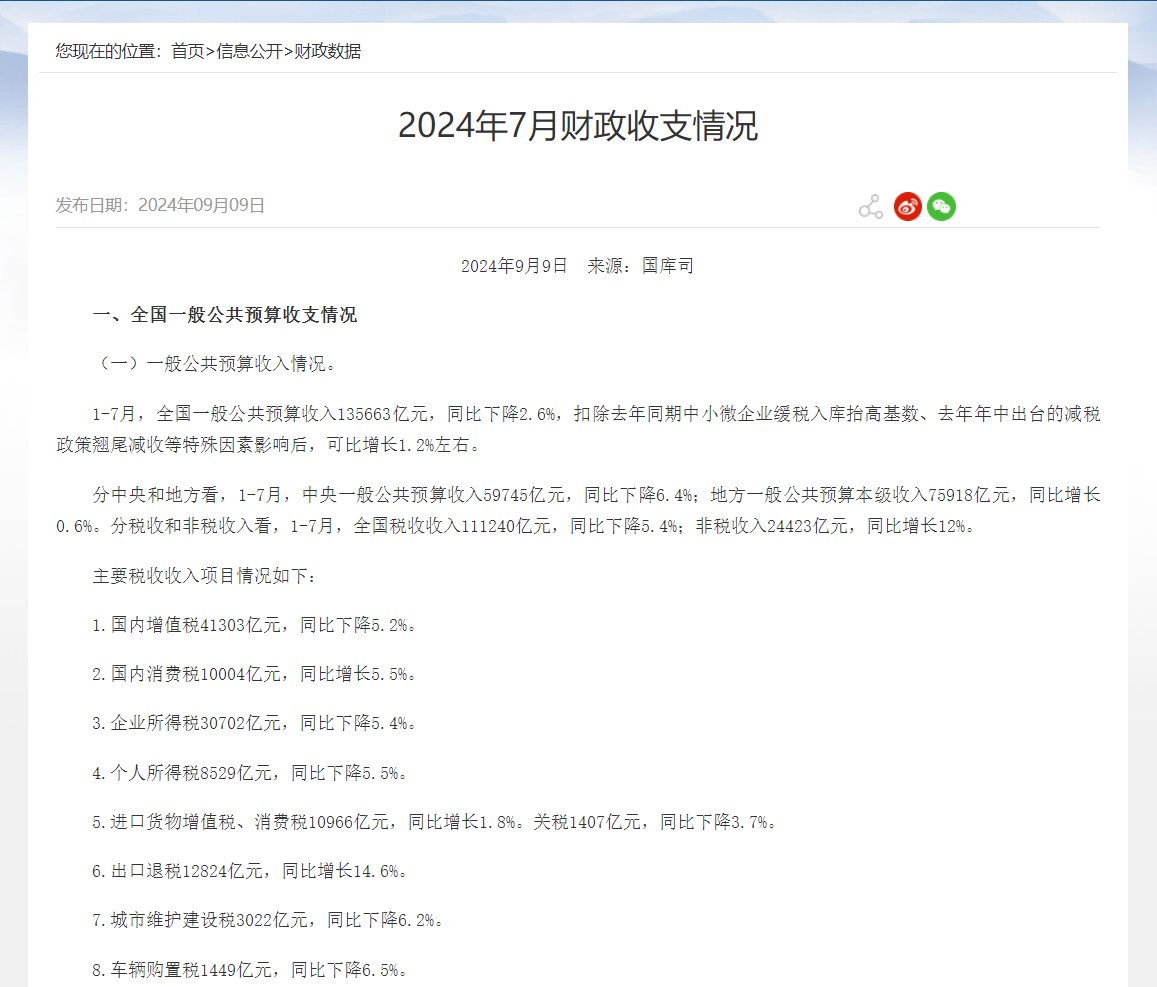 您现在的位置：首页>信息公开>财政数据
2024年7月财政收支情况
发布日期：2024年09月09日
2024年9月9日 来源：国库司
一、全国一般公共预算收支情况
（一）一般公共预算收入情况。
1-7月，全国一般公共预算收入135663亿元，同比下降2.6%，扣除去年同期中小微企业缓税入库抬高基数、去年年中出台的减税
政策翘尾减收等特殊因素影响后，可比增长1.2%左右。
分中央和地方看，1-7月，中央一般公共预算收入59745亿元，同比下降6.4%；地方一般公共预算本级收入75918亿元，同比增长
0.6%。分税收和非税收入看，1-7月，全国税收收入111240亿元，同比下降5.4%；非税收入24423亿元，同比增长12%。
主要税收收入项目情况如下：
1.国内增值税41303亿元，同比下降5.2%。
2.国内消费税10004亿元，同比增长5.5%。
3.企业所得税30702亿元，同比下降5.4%。
4.个人所得税8529亿元，同比下降5.5%。
5.进口货物增值税、消费税10966亿元，同比增长1.8%。关税1407亿元，同比下降3.7%。
6.出口退税12824亿元，同比增长14.6%。
7.城市维护建设税3022亿元，同比下降6.2%。
8.车辆购置税1449亿元，同比下降6.5%。